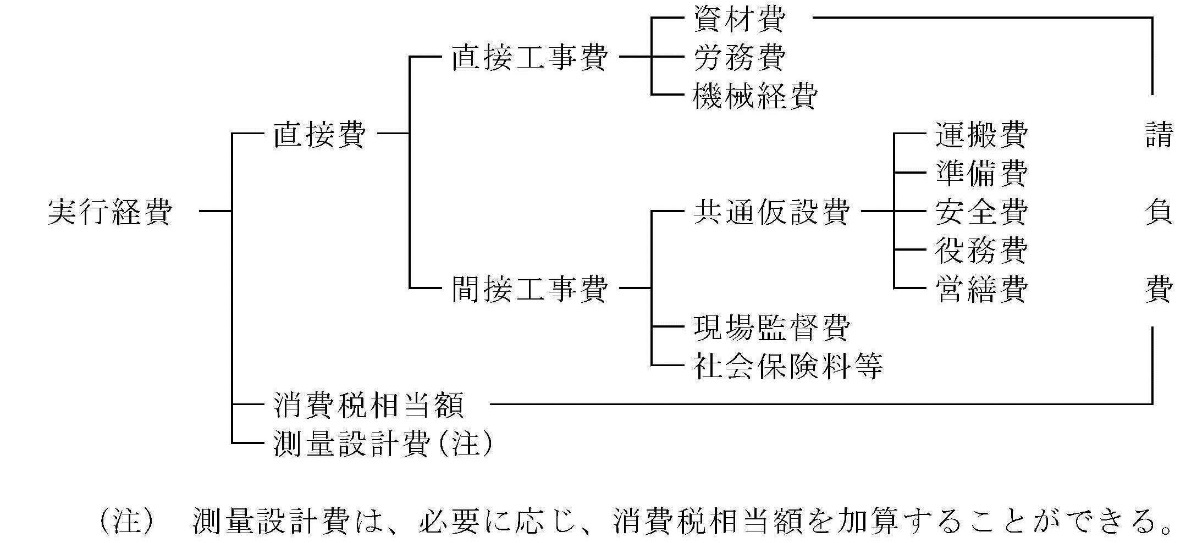 資材費
直接工事費
労務費
機械経費
直接費
運搬費
請
準備費
実行経費
共通仮設費
安全費
負
役務費
間接工事費
営繕費
費
現場監督費
社会保険料等
消費税相当額
測量設計費(注)
(注) 測量設計費は、必要に応じ、消費税相当額を加算することができる。